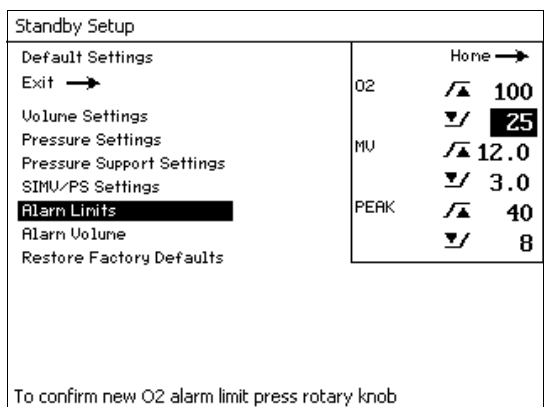 Standby Setup
Default Settings
Exit
Volume Settings
Pressure Settings
Pressure Support Settings
SIMV/PS Settings
Alarm Limits
Alarm Volume
Restore Factory Defaults
Home
O2 100
25
MV 12.0
3.0
PEAK 40
8
To confirm new O2 alarm limit press rotary knob